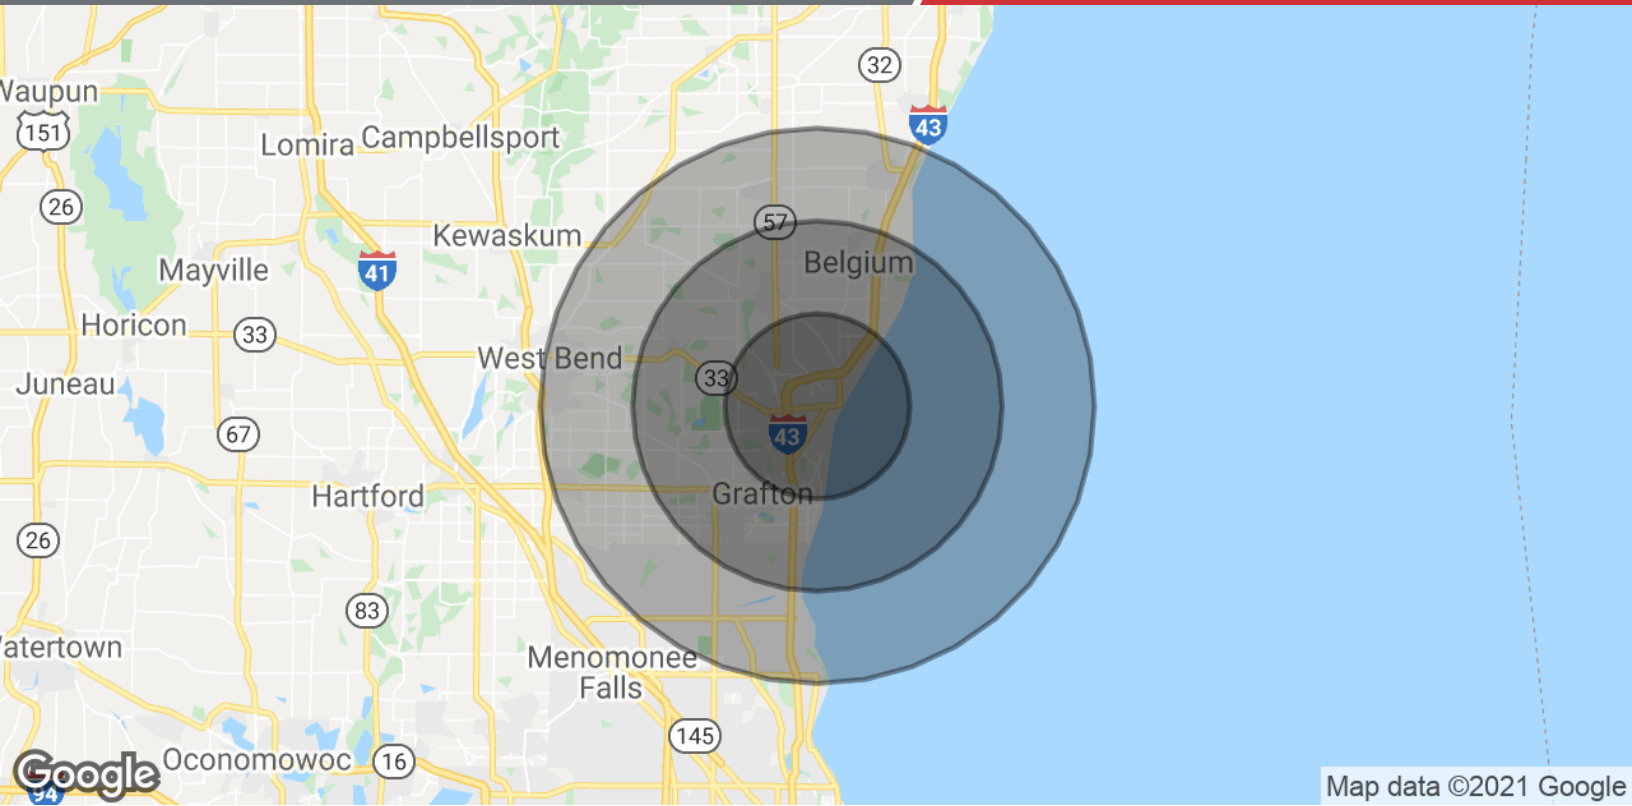 32
43
Waupun
151
Lomira
Campbellsport
26
57
Kewaskum
Belgium
Mayville
41
Horicon
33
West Bend
33
Juneau
67
43
Hartford
Grafton
26
83
atertown
Menomonee
Falls
145
Oconomowoc
16
Google
94
Map data ©2021 Google